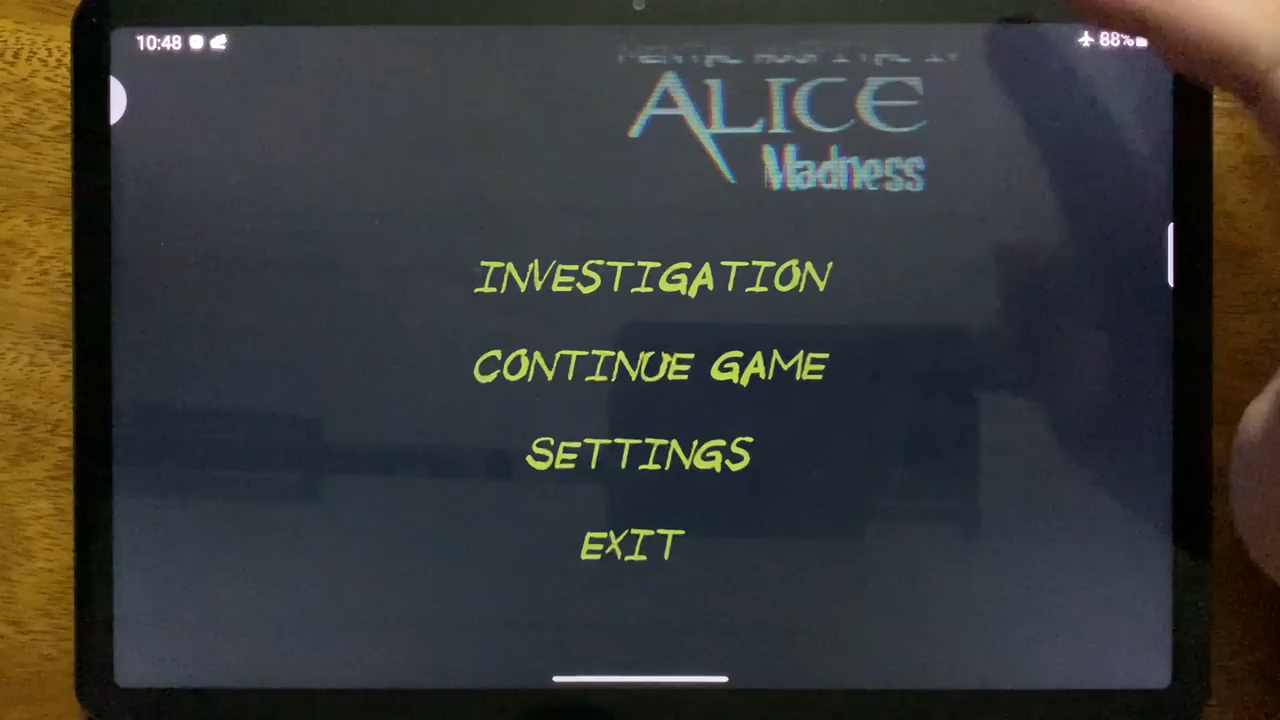 10:48
88%
ALICE
Madness
INVESTIGATION
CONTINUE GAME
SETTINGS
EXIT